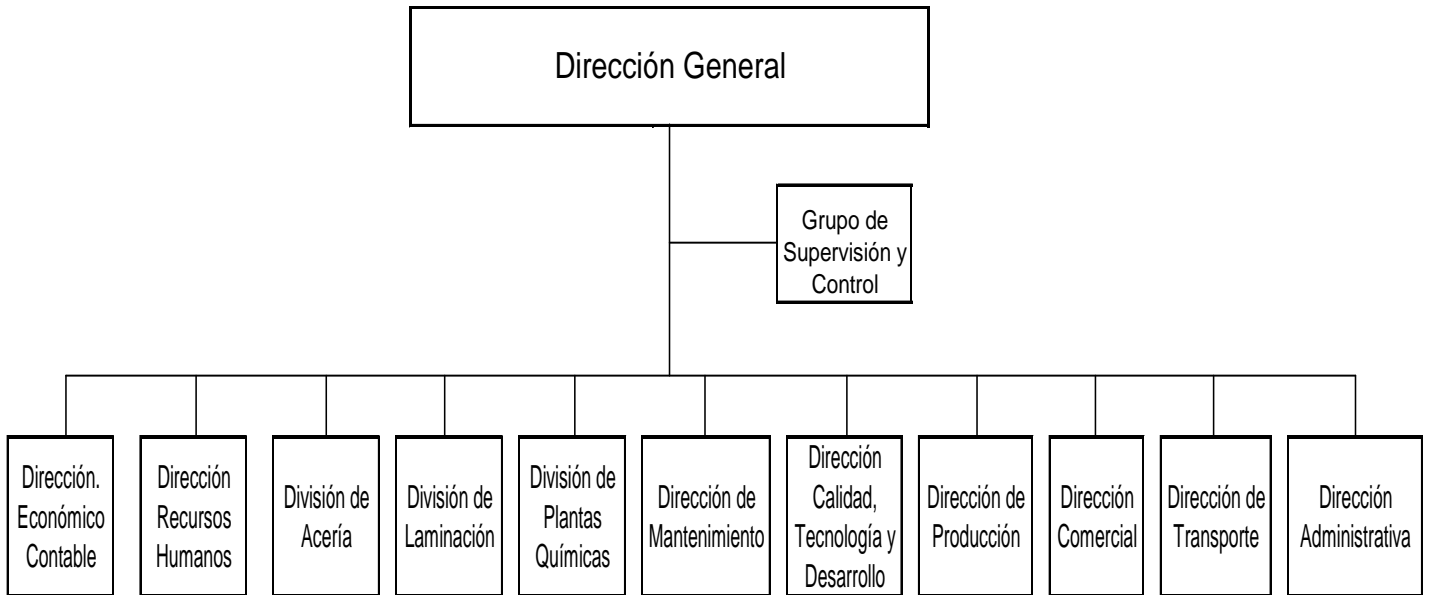 Dirección General
Grupo de
Supervisión y
Control
Dirección.
Económico
Contable
Dirección
Recursos
Humanos
División de
Acería
División de
Laminación
División de
Plantas
Químicas
Dirección de
Mantenimiento
Dirección
Calidad,
Tecnología y
Desarrollo
Dirección de
Producción
Dirección
Comercial
Dirección de
Transporte
Dirección
Administrativa